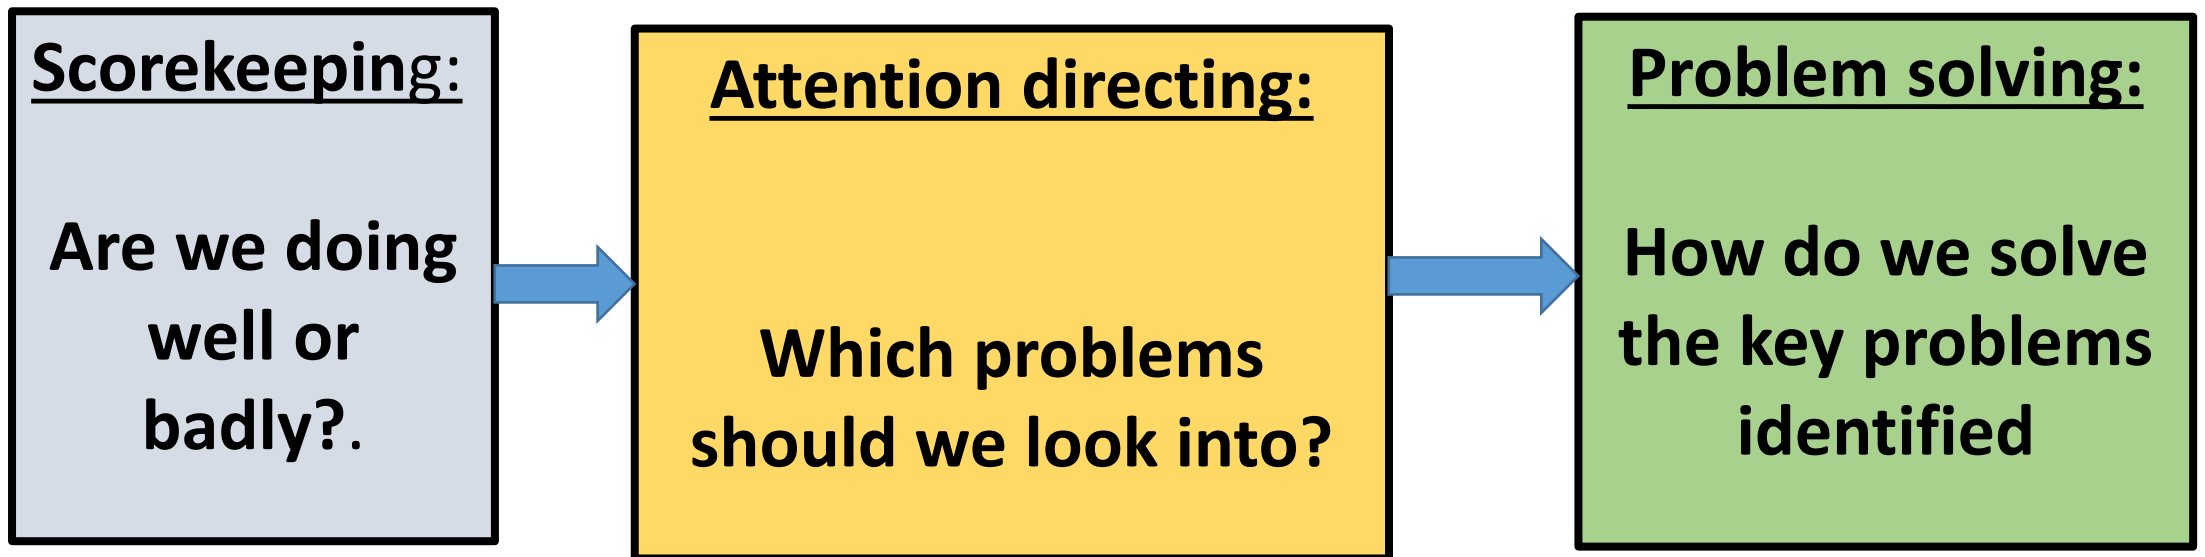 Scorekeeping:
Are we doing
well or
badly?.
Attention directing:
Which problems
should we look into?
Problem solving:
How do we solve
the key problems
identified